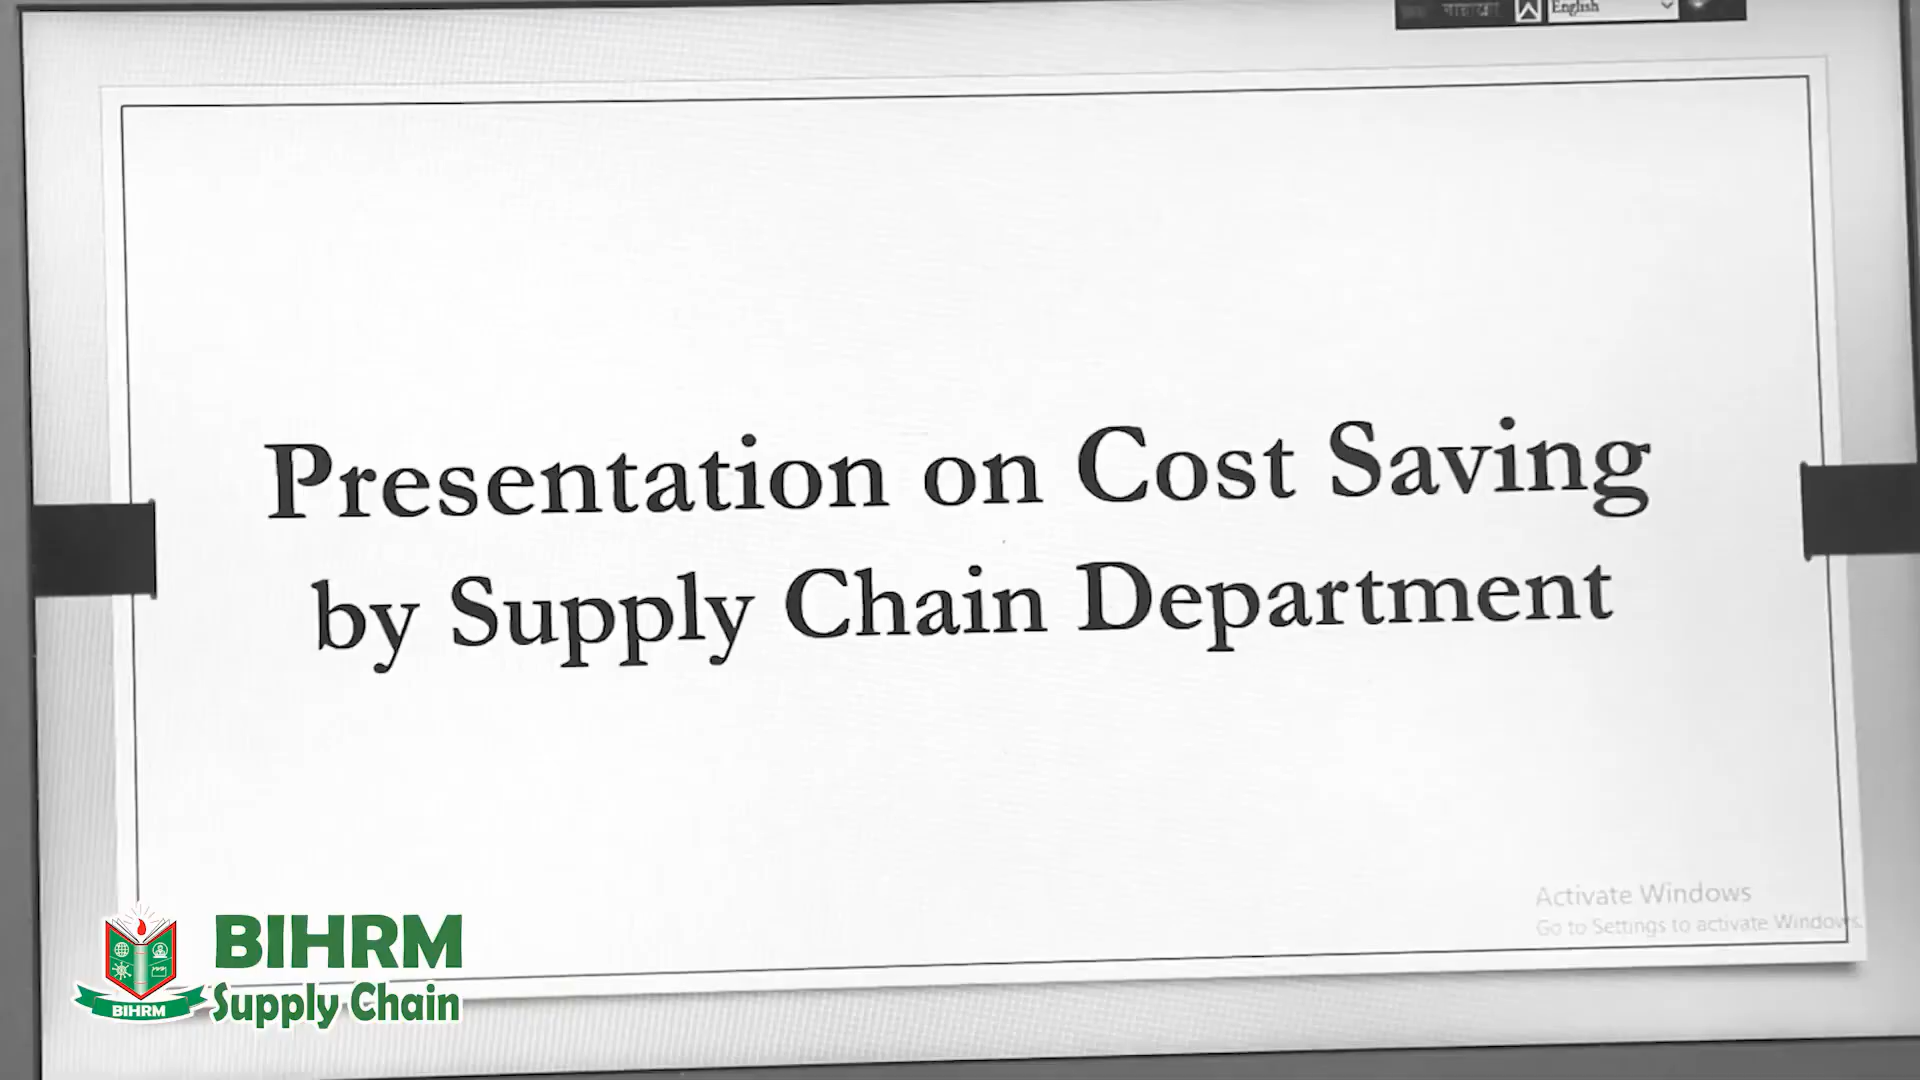 English
Presentation on Cost Saving
by Supply Chain Department
Activate Windows
Go to Settings to activate Windows.
BIHRM
Supply Chain
BIHRM